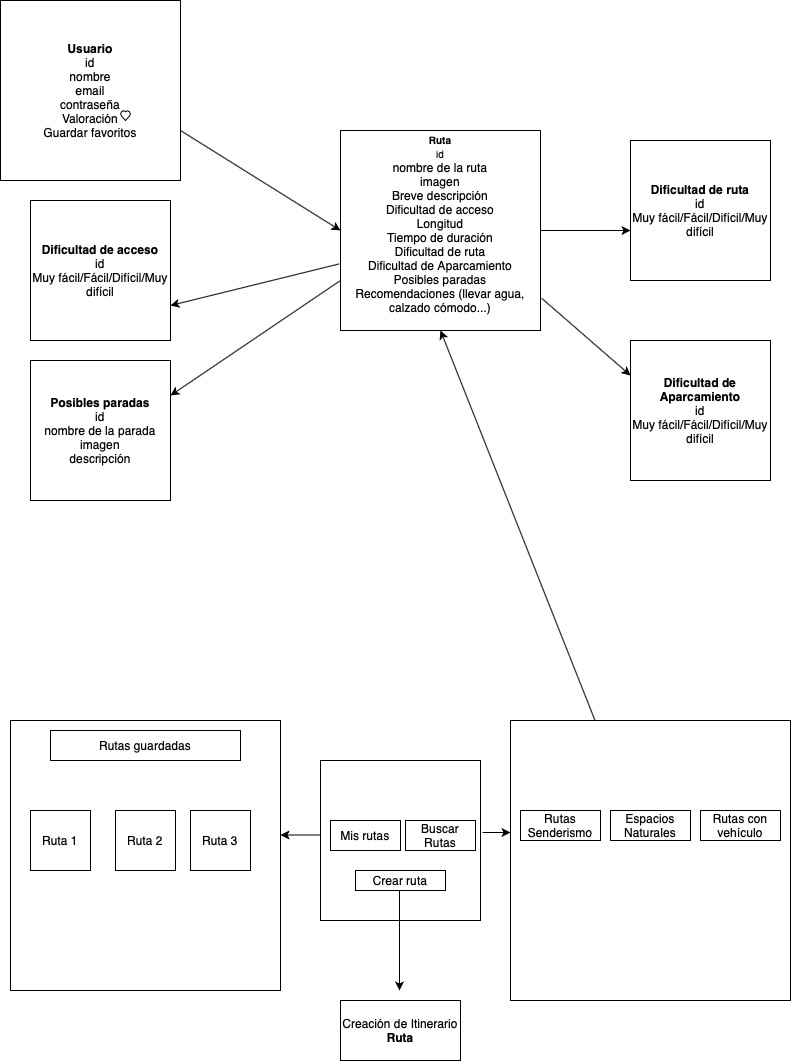 Usuario
id
nombre
email
contraseña
Valoración
Guardar favoritos
Ruta
id
nombre de la ruta
imagen
Breve descripción
Dificultad de acceso
Longitud
Tiempo de duración
Dificultad de ruta
Dificultad de Aparcamiento
Posibles paradas
Recomendaciones (llevar agua,
calzado cómodo...)
Dificultad de ruta
id
Muy fácil/Fácil/Difícil/Muy
difícil
Dificultad de acceso
id
Muy fácil/Fácil/Difícil/Muy
difícil
Dificultad de
Aparcamiento
id
Muy fácil/Fácil/Difícil/Muy
difícil
Posibles paradas
id
nombre de la parada
imagen
descripción
Rutas guardadas
Ruta 1
Ruta 2
Ruta 3
Mis rutas
Buscar
Rutas
Crear ruta
Rutas
Senderismo
Espacios
Naturales
Rutas con
vehículo
Creación de Itinerario
Ruta